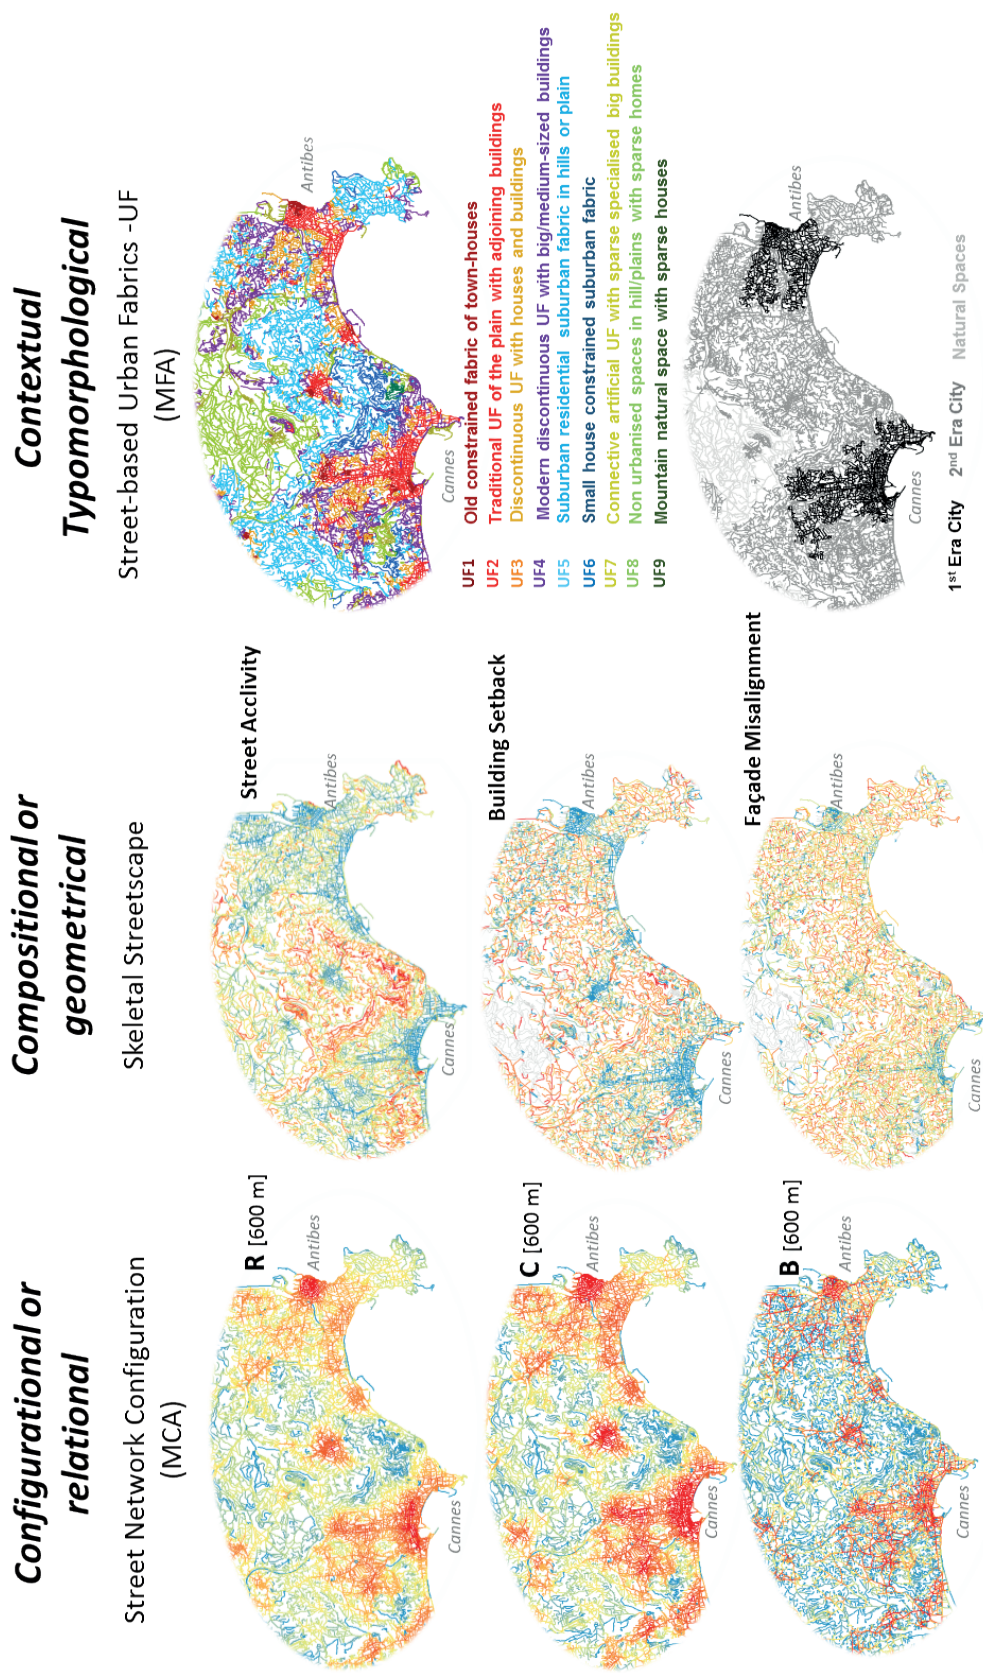 Configurational or
relational
Street Network Configuration
(MCA)
R [600 m]
Antibes
Cannes
C [600 m]
Antibes
Cannes
B [600 m]
Antibes
Cannes
Compositional or
geometrical
Skeletal Streetscape
Street Acclivity
Antibes
Cannes
Building Setback
Antibes
Cannes
Façade Misalignment
Antibes
Cannes
Contextual
Typomorphological
Street-based Urban Fabrics -UF
(MFA)
Antibes
Cannes
UF1 Old constrained fabric of town-houses
UF2 Traditional UF of the plain with adjoining buildings
UF3 Discontinuous UF with houses and buildings
UF4 Modern discontinuous UF with big/medium-sized buildings
UF5 Suburban residential suburban fabric in hills or plain
UF6 Small house constrained suburban fabric
UF7 Connective artificial UF with sparse specialised big buildings
UF8 Non urbanised spaces in hill/plains with sparse homes
UF9 Mountain natural space with sparse houses
Antibes
Cannes
1st Era City 2nd Era City Natural Spaces